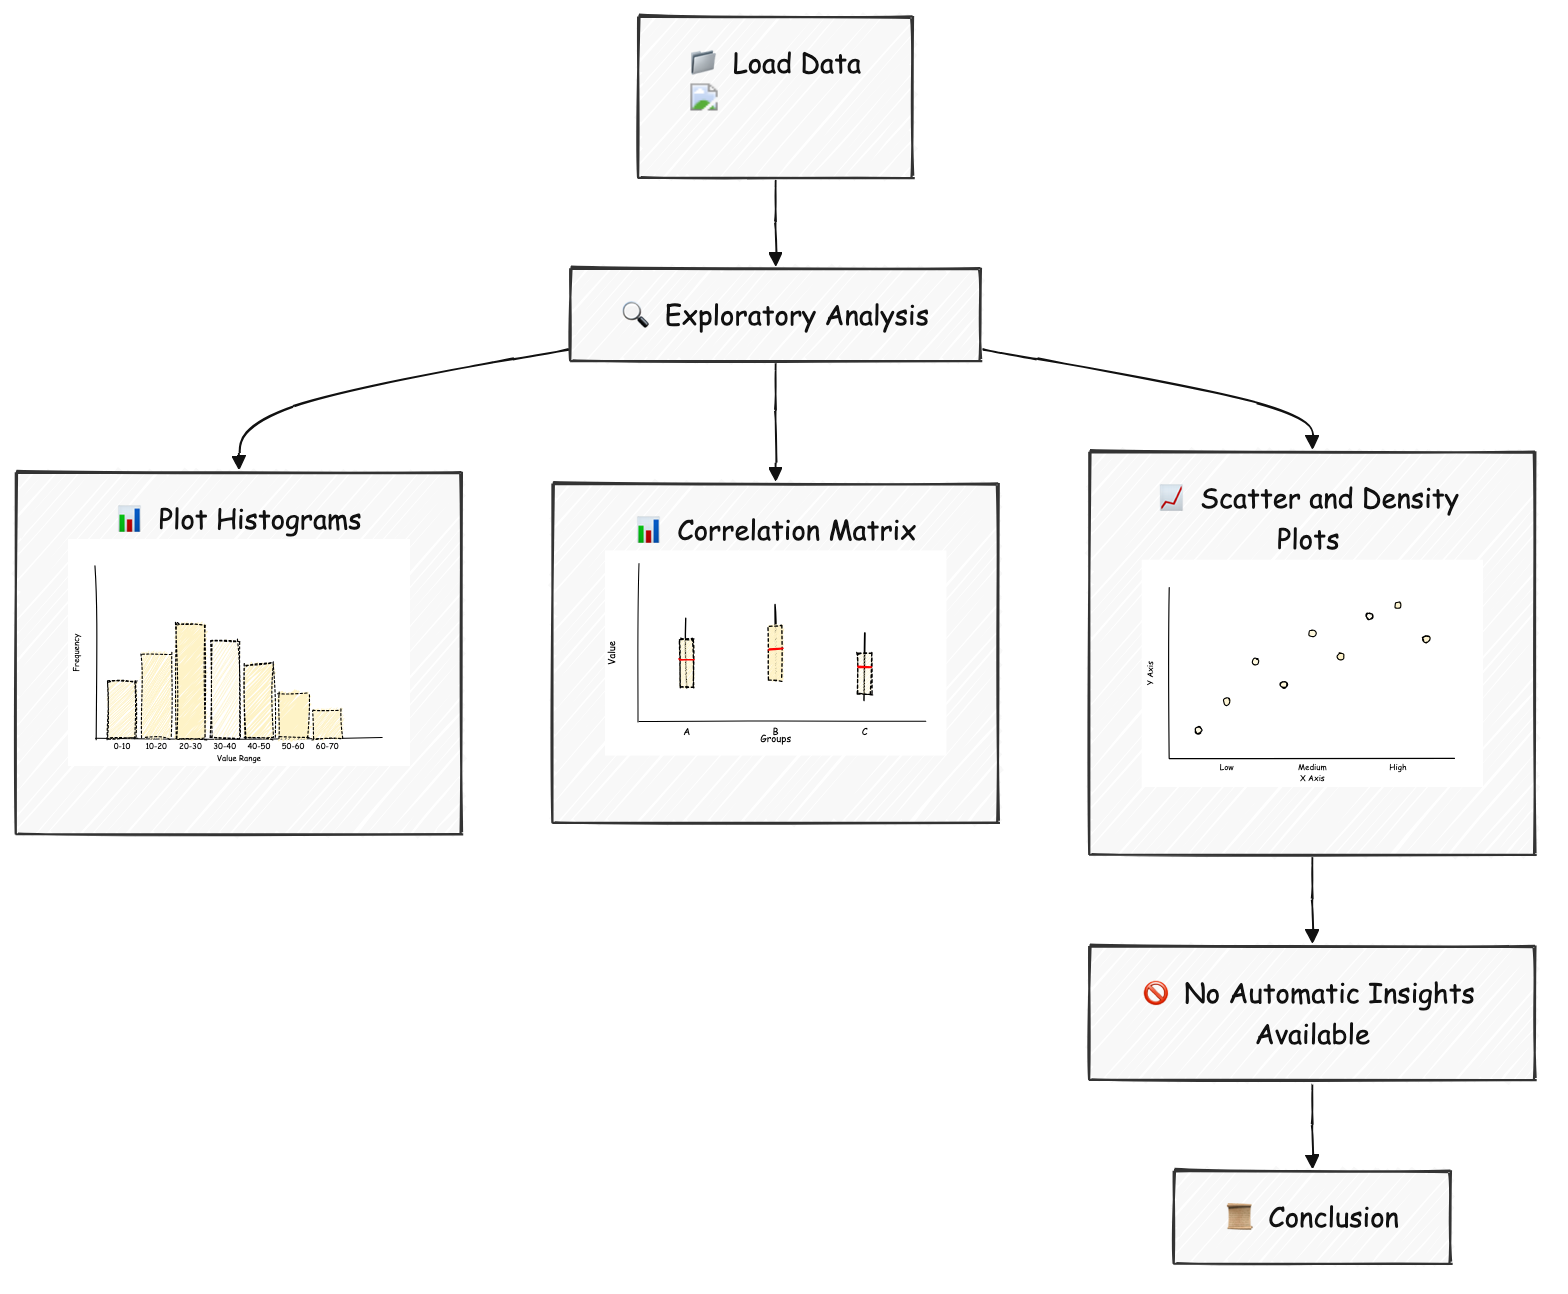 Load Data
Exploratory Analysis
Plot Histograms
Frequency
0-10 10-20 20-30 30-40 40-50 50-60 60-70
Value Range
Correlation Matrix
Value
A B C
Groups
Scatter and Density
Plots
Y Axis
Low Medium High
X Axis
No Automatic Insights
Available
Conclusion